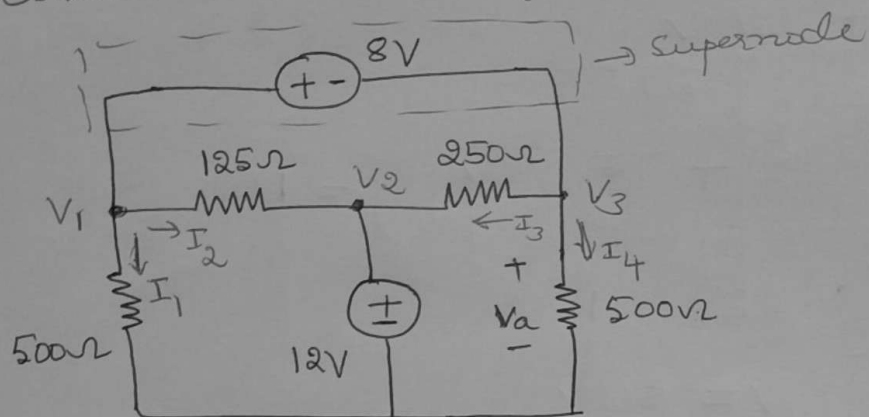 8V → Supernode
+ -
125Ω V2 250Ω
V1 → I2 ← I3 V3
↓ I1 + ↓ I4
500Ω 12V + - Va 500Ω
-